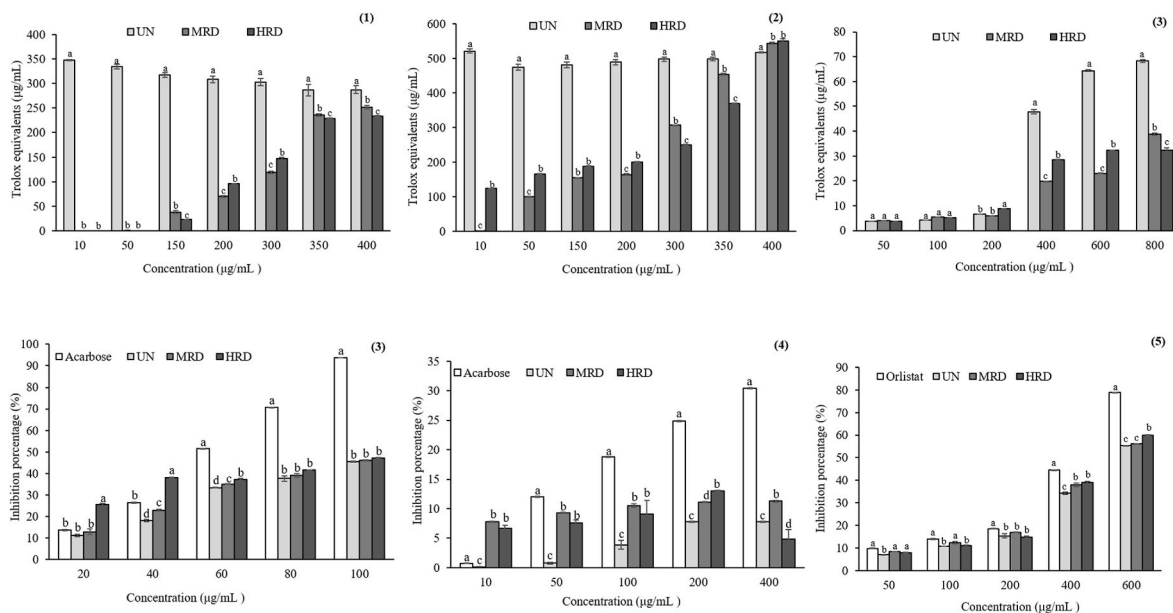 (1)
UN MRD HRD
Trolox equivalents (µg/mL)
400
350
300
250
200
150
100
50
0
a a a a a a a
b b b b b c c b c b b c b c
10 50 150 200 300 350 400
Concentration (µg/mL )
(2)
UN MRD HRD
Trolox equivalents (µg/mL)
600
500
400
300
200
100
0
a a a a a a a
c b c b c b c b b c b c b b
10 50 150 200 300 350 400
Concentration (µg/mL )
(3)
UN MRD HRD
Trolox equivalents (µg/mL)
80
70
60
50
40
30
20
10
0
a a a a a a b b a a c b a c b a b c
50 100 200 400 600 800
Concentration (µg/mL )
(3)
Acarbose UN MRD HRD
Inhibition porcentage (%)
100
90
80
70
60
50
40
30
20
10
0
b b b a b d c a a d c b a b b b a b b b
20 40 60 80 100
Concentration (µg/mL )
(4)
Acarbose UN MRD HRD
Inhibition porcentage (%)
35
30
25
20
15
10
5
0
a a b b a c b b a c b b a c d b a c b d
10 50 100 200 400
Concentration (µg/mL )
(5)
Orlistat UN MRD HRD
Inhibition porcentage (%)
90
80
70
60
50
40
30
20
10
0
a b a a a b a b a b b b a c b b a c c b
50 100 200 400 600
Concentration (µg/mL )